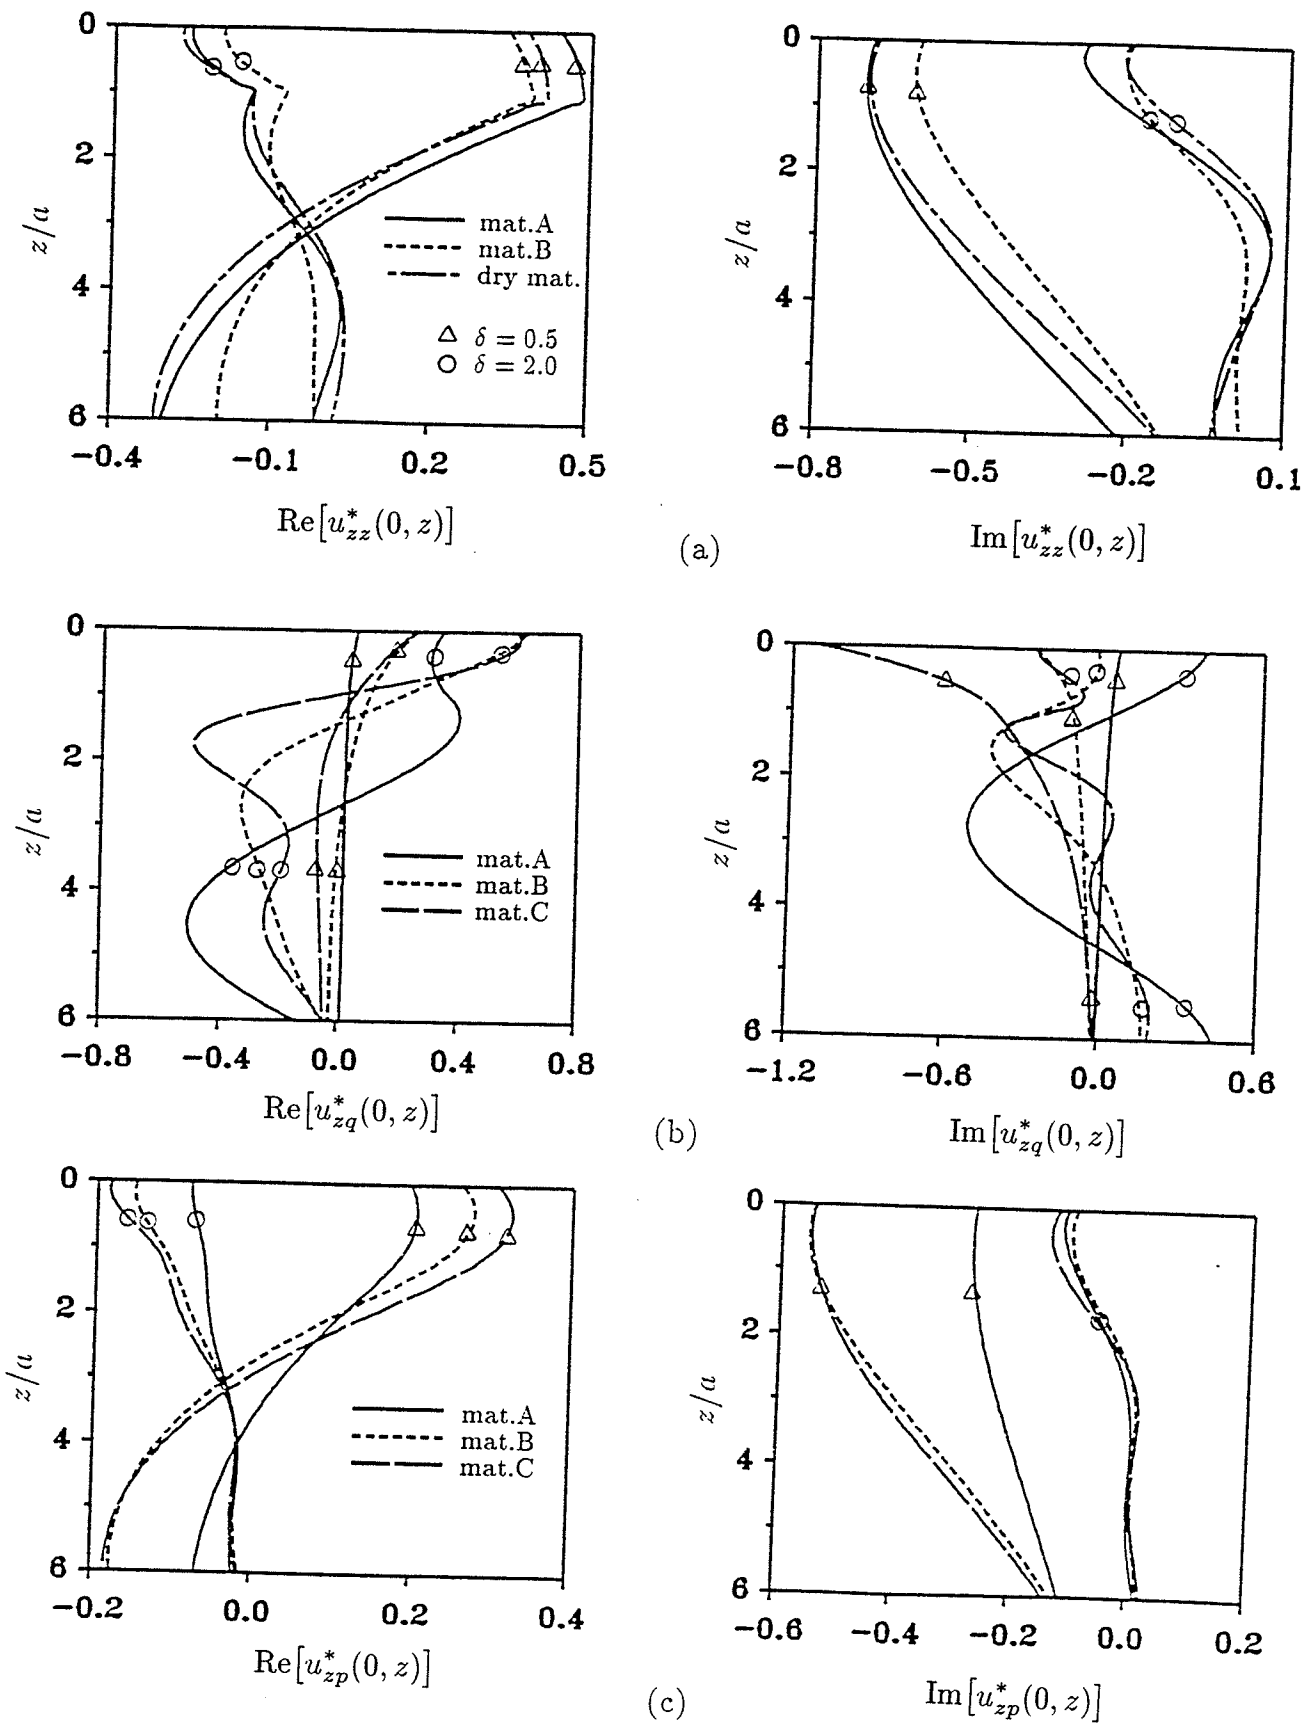 0
2
4
6
z/a
-0.4 -0.1 0.2 0.5
mat.A
mat.B
dry mat.
δ = 0.5
δ = 2.0
Re[u*zz(0, z)]
0
2
4
6
z/a
-0.8 -0.5 -0.2 0.1
Im[u*zz(0, z)]
(a)
0
2
4
6
z/a
-0.8 -0.4 0.0 0.4 0.8
mat.A
mat.B
mat.C
Re[u*zq(0, z)]
0
2
4
6
z/a
-1.2 -0.6 0.0 0.6
Im[u*zq(0, z)]
(b)
0
2
4
6
z/a
-0.2 0.0 0.2 0.4
mat.A
mat.B
mat.C
Re[u*zp(0, z)]
0
2
4
6
z/a
-0.6 -0.4 -0.2 0.0 0.2
Im[u*zp(0, z)]
(c)